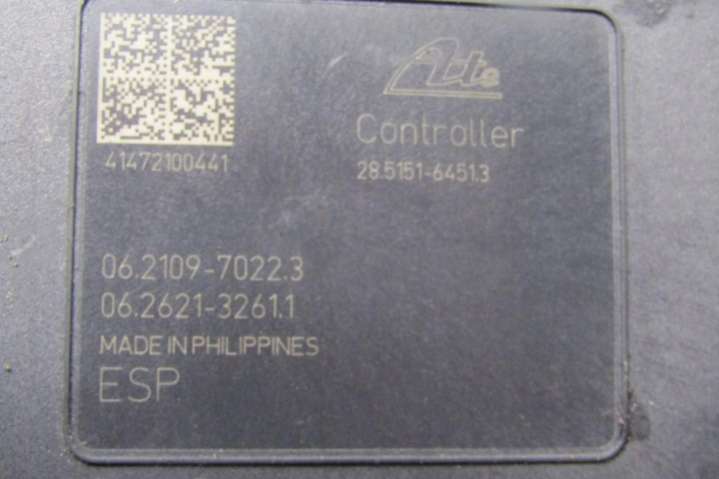 Ate
Controller
41472100441
28.5151-6451.3
06.2109-7022.3
06.2621-3261.1
MADE IN PHILIPPINES
ESP